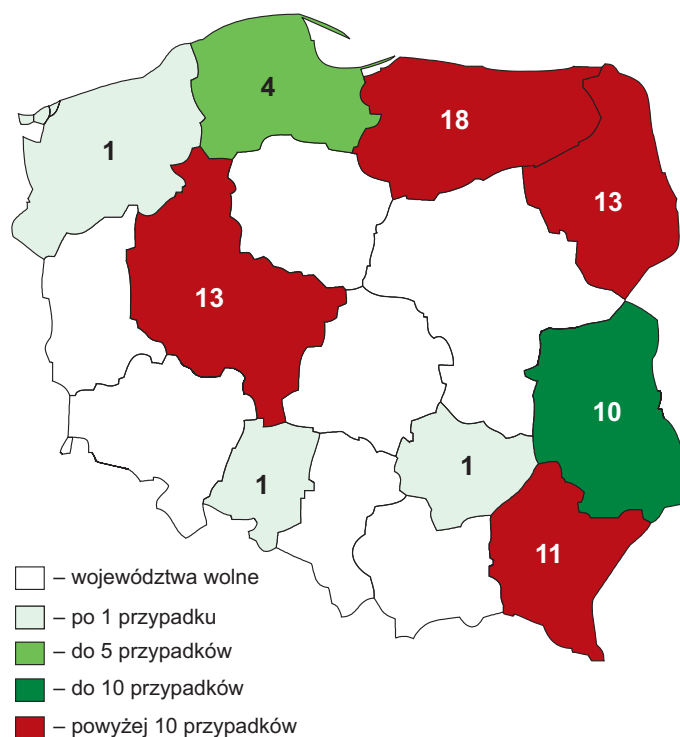 4
18
1
13
13
10
1
1
11
– województwa wolne
– po 1 przypadku
– do 5 przypadków
– do 10 przypadków
– powyżej 10 przypadków